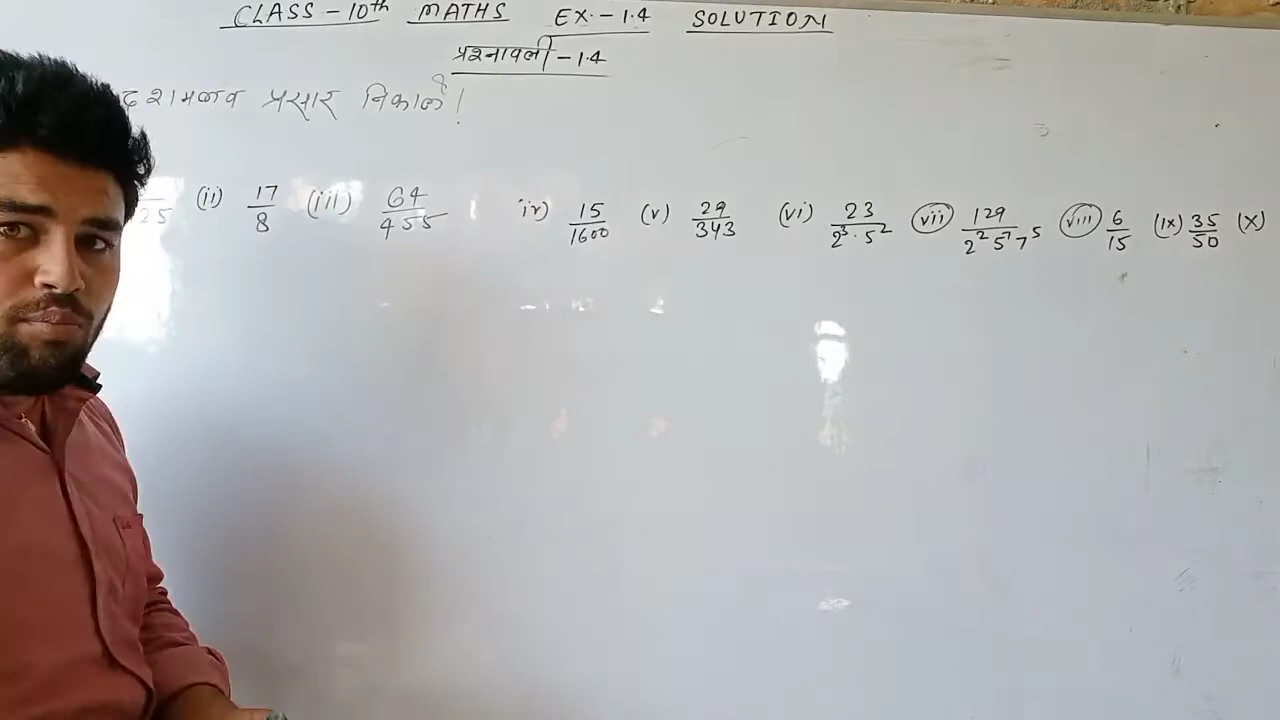 CLASS - 10th MATHS EX.- 1.4 SOLUTION
प्रश्नावली - 1.4
दशमलव प्रसार निकालें!
25 (ii) 17/8 (iii) 64/455 iv) 15/1600 (v) 29/343 (vi) 23/2³·5² (vii) 129/2²5⁷7⁵ (viii) 6/15 (ix) 35/50 (x)